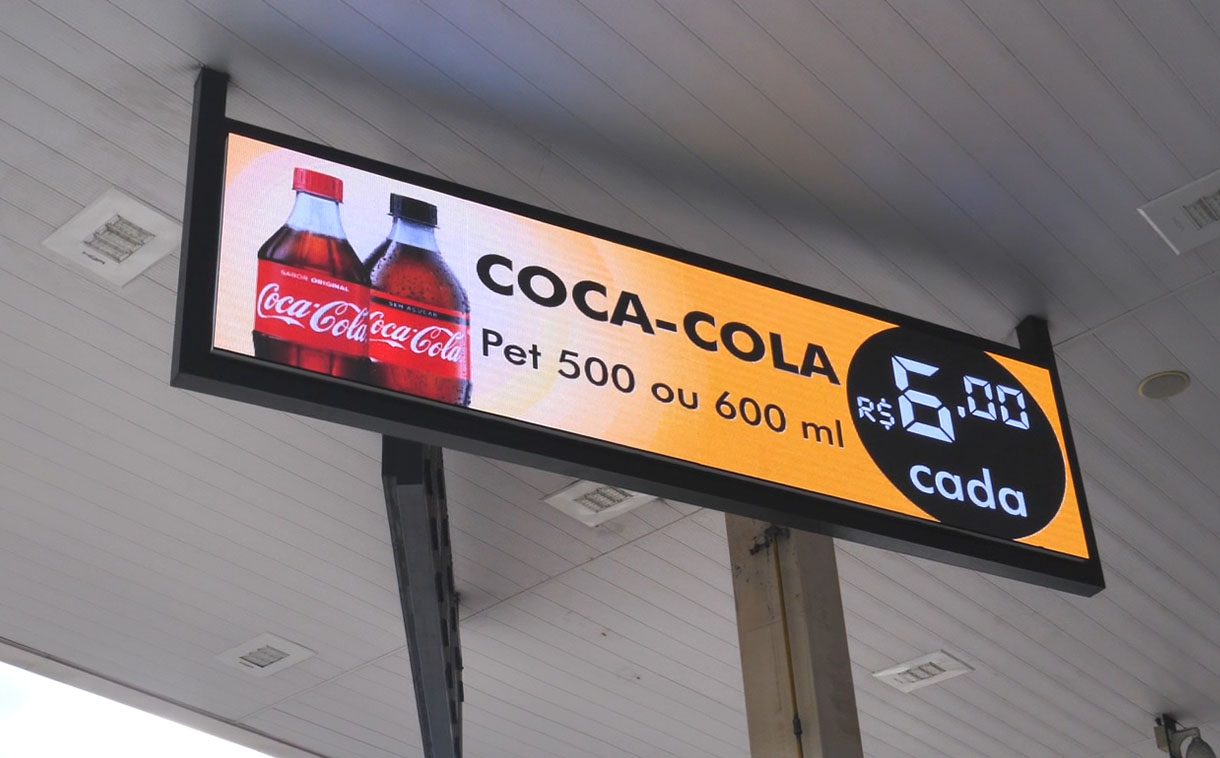 SABOR ORIGINAL
Coca-Cola
SEM AÇÚCAR
Coca-Cola
COCA-COLA
Pet 500 ou 600 ml
R$ 6,00
cada